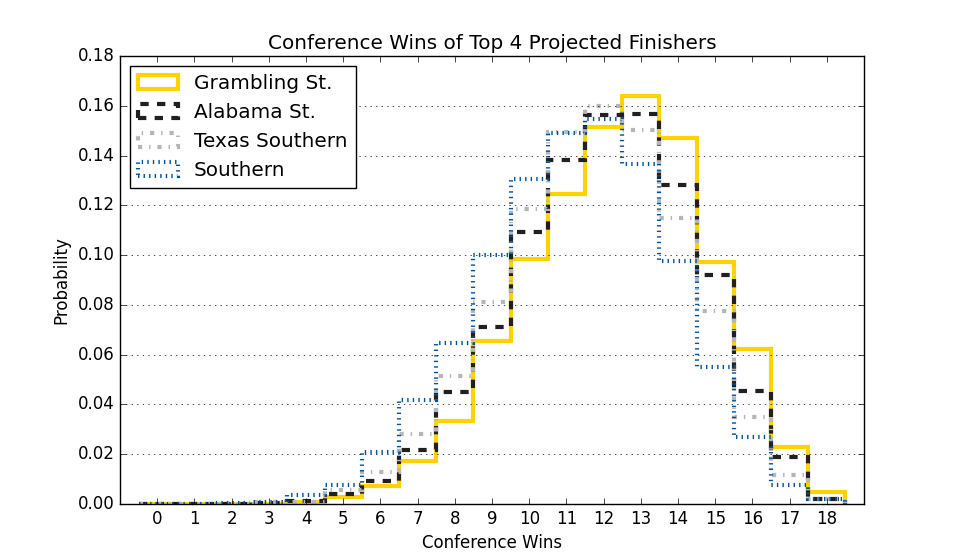 Conference Wins of Top 4 Projected Finishers
0.18
0.16
0.14
0.12
0.10
0.08
0.06
0.04
0.02
0.00
Probability
Grambling St.
Alabama St.
Texas Southern
Southern
0 1 2 3 4 5 6 7 8 9 10 11 12 13 14 15 16 17 18
Conference Wins